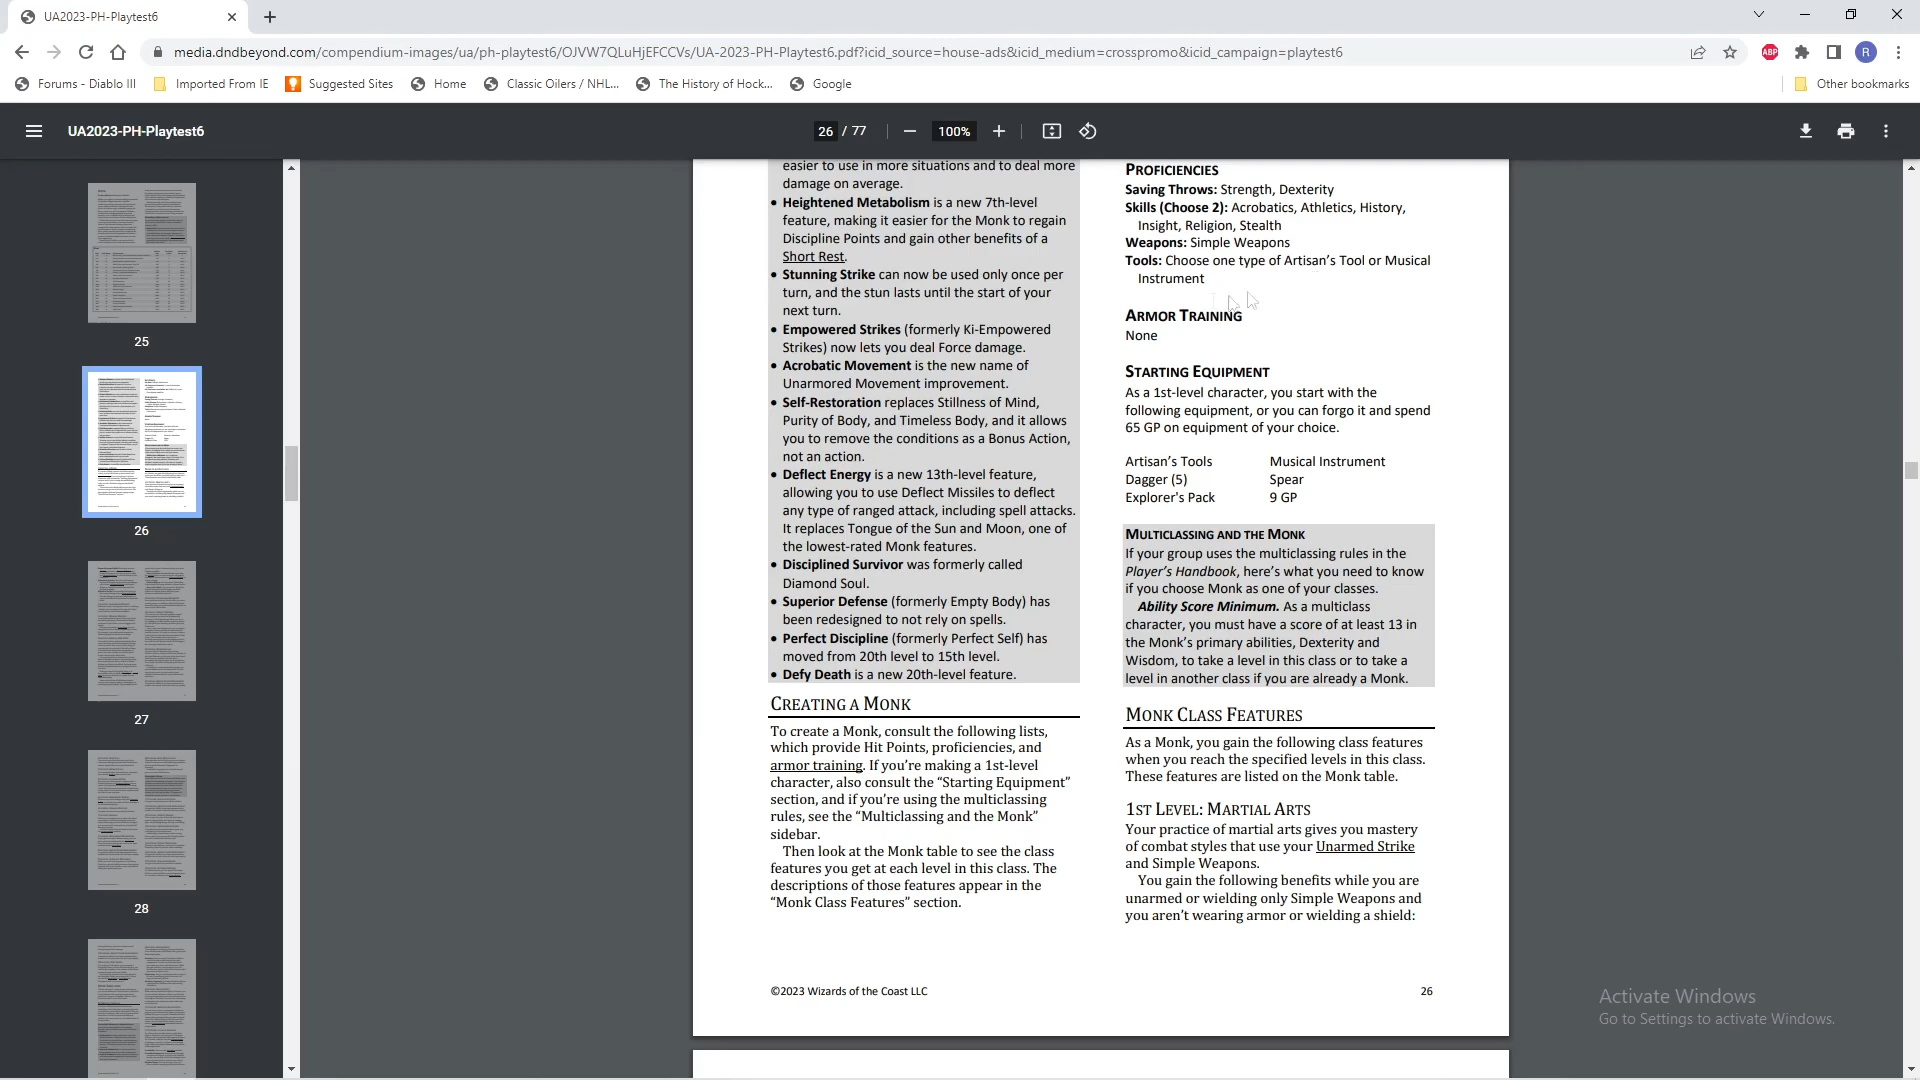 UA2023-PH-Playtest6
media.dndbeyond.com/compendium-images/ua/ph-playtest6/OJVW7QLuHjEFCCVs/UA-2023-PH-Playtest6.pdf?icid_source=house-ads&icid_medium=crosspromo&icid_campaign=playtest6
ABP
R
Forums - Diablo III
Imported From IE
Suggested Sites
Home
Classic Oilers / NHL...
The History of Hock...
Google
Other bookmarks
UA2023-PH-Playtest6
26 / 77
100%
25
26
27
28
easier to use in more situations and to deal more
damage on average.
• Heightened Metabolism is a new 7th-level
feature, making it easier for the Monk to regain
Discipline Points and gain other benefits of a
Short Rest.
• Stunning Strike can now be used only once per
turn, and the stun lasts until the start of your
next turn.
• Empowered Strikes (formerly Ki-Empowered
Strikes) now lets you deal Force damage.
• Acrobatic Movement is the new name of
Unarmored Movement improvement.
• Self-Restoration replaces Stillness of Mind,
Purity of Body, and Timeless Body, and it allows
you to remove the conditions as a Bonus Action,
not an action.
• Deflect Energy is a new 13th-level feature,
allowing you to use Deflect Missiles to deflect
any type of ranged attack, including spell attacks.
It replaces Tongue of the Sun and Moon, one of
the lowest-rated Monk features.
• Disciplined Survivor was formerly called
Diamond Soul.
• Superior Defense (formerly Empty Body) has
been redesigned to not rely on spells.
• Perfect Discipline (formerly Perfect Self) has
moved from 20th level to 15th level.
• Defy Death is a new 20th-level feature.
CREATING A MONK
To create a Monk, consult the following lists,
which provide Hit Points, proficiencies, and
armor training. If you're making a 1st-level
character, also consult the “Starting Equipment”
section, and if you're using the multiclassing
rules, see the “Multiclassing and the Monk”
sidebar.
Then look at the Monk table to see the class
features you get at each level in this class. The
descriptions of those features appear in the
“Monk Class Features” section.
PROFICIENCIES
Saving Throws: Strength, Dexterity
Skills (Choose 2): Acrobatics, Athletics, History,
Insight, Religion, Stealth
Weapons: Simple Weapons
Tools: Choose one type of Artisan's Tool or Musical
Instrument
ARMOR TRAINING
None
STARTING EQUIPMENT
As a 1st-level character, you start with the
following equipment, or you can forgo it and spend
65 GP on equipment of your choice.
Artisan's Tools Musical Instrument
Dagger (5) Spear
Explorer's Pack 9 GP
MULTICLASSING AND THE MONK
If your group uses the multiclassing rules in the
Player's Handbook, here's what you need to know
if you choose Monk as one of your classes.
Ability Score Minimum. As a multiclass
character, you must have a score of at least 13 in
the Monk's primary abilities, Dexterity and
Wisdom, to take a level in this class or to take a
level in another class if you are already a Monk.
MONK CLASS FEATURES
As a Monk, you gain the following class features
when you reach the specified levels in this class.
These features are listed on the Monk table.
1ST LEVEL: MARTIAL ARTS
Your practice of martial arts gives you mastery
of combat styles that use your Unarmed Strike
and Simple Weapons.
You gain the following benefits while you are
unarmed or wielding only Simple Weapons and
you aren't wearing armor or wielding a shield:
©2023 Wizards of the Coast LLC
26
Activate Windows
Go to Settings to activate Windows.